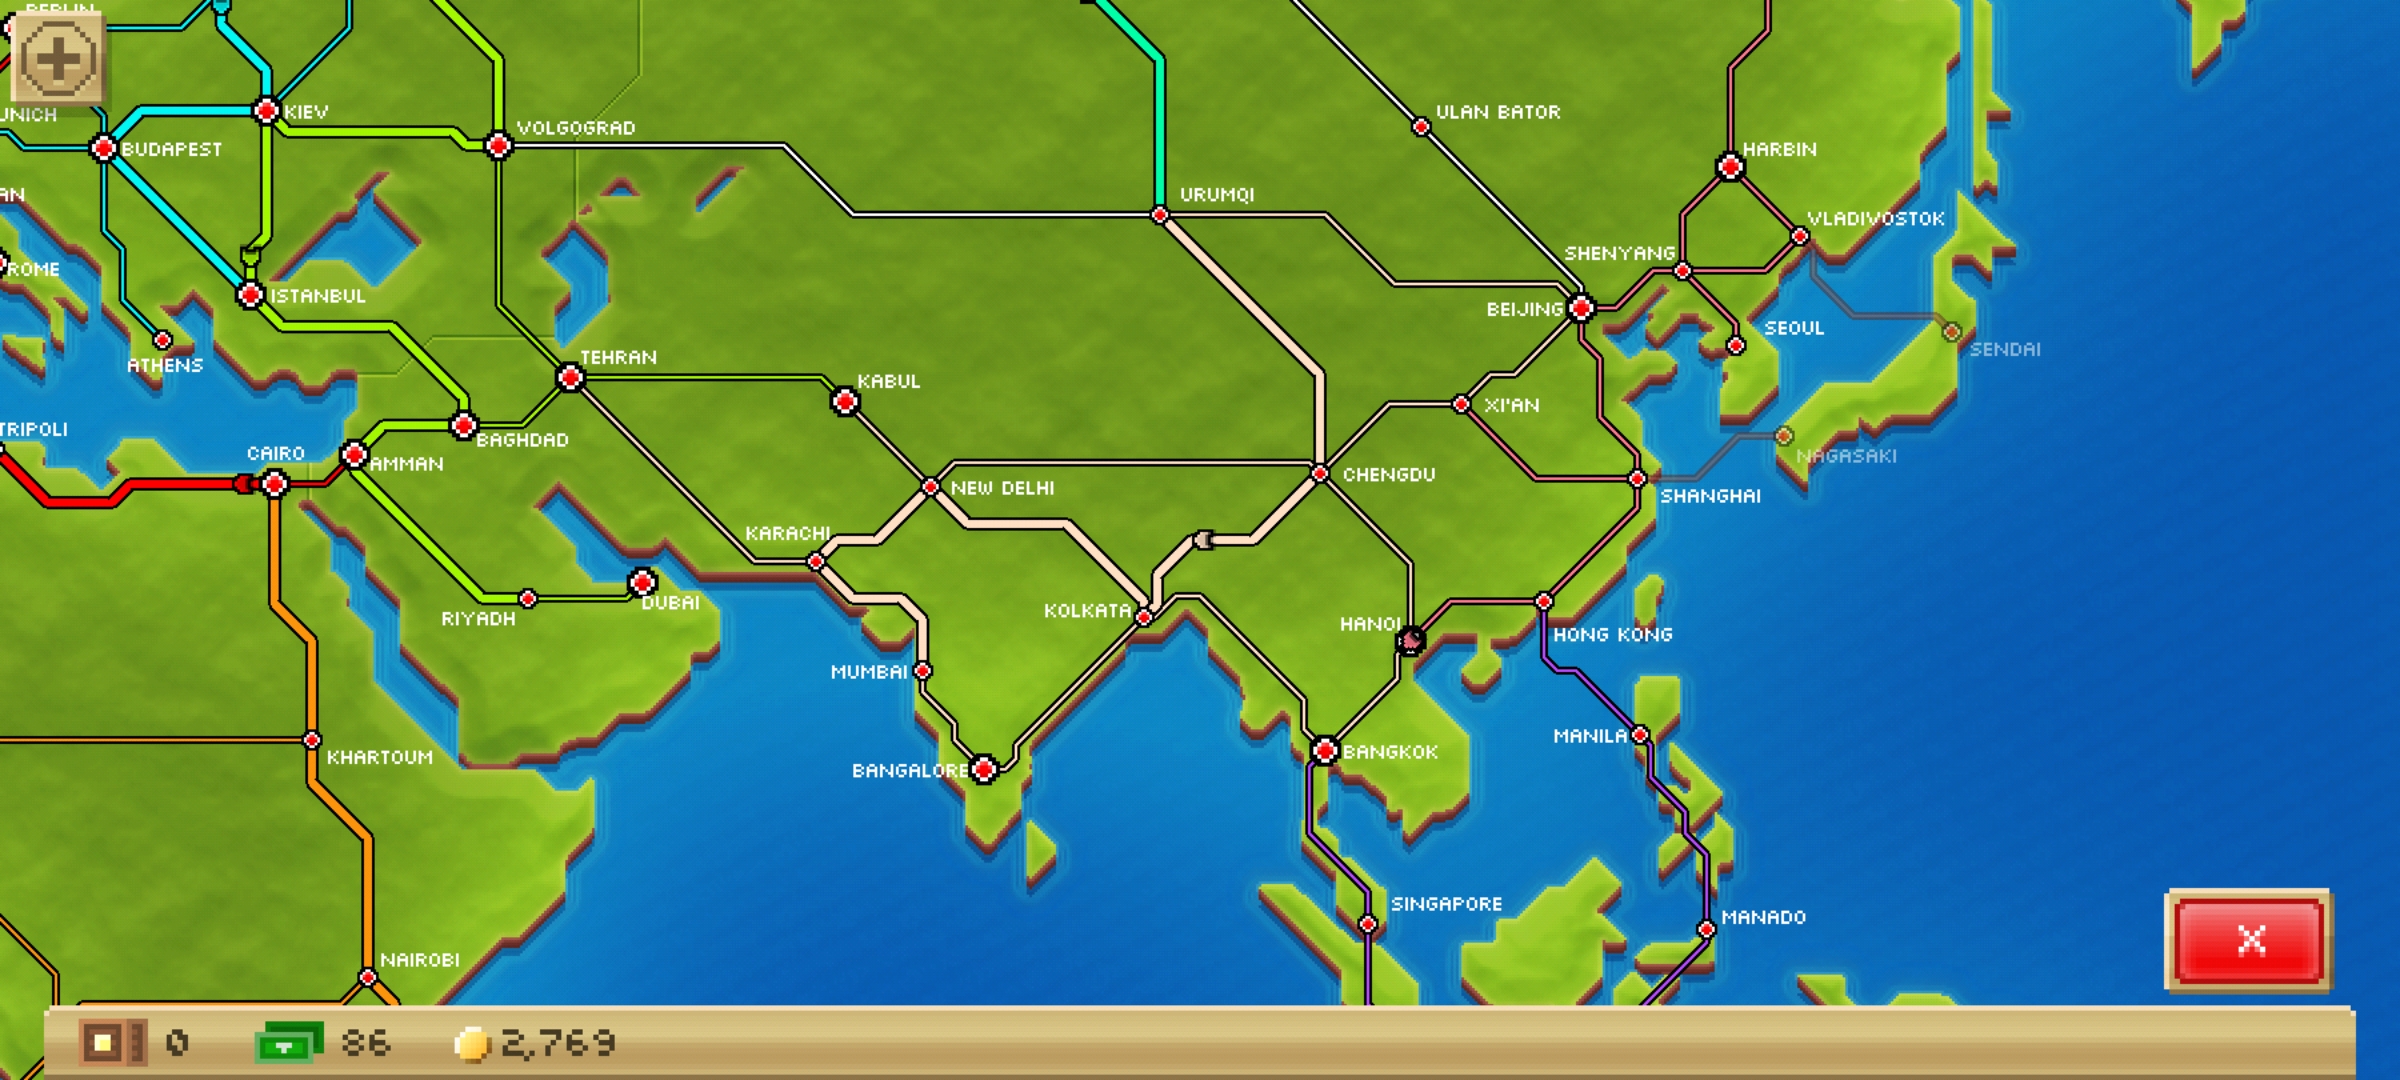 BERLIN
KIEV
ULAN BATOR
UNICH
VOLGOGRAD
BUDAPEST
HARBIN
AN
URUMQI
VLADIVOSTOK
SHENYANG
ROME
ISTANBUL
BEIJING
SEOUL
SENDAI
TEHRAN
ATHENS
KABUL
XI'AN
TRIPOLI
BAGHDAD
CAIRO
AMMAN
NAGASAKI
CHENGDU
NEW DELHI
SHANGHAI
KARACHI
DUBAI
RIYADH
KOLKATA
HANOI
HONG KONG
MUMBAI
MANILA
BANGKOK
KHARTOUM
BANGALORE
SINGAPORE
MANADO
X
NAIROBI
0 86 2,769